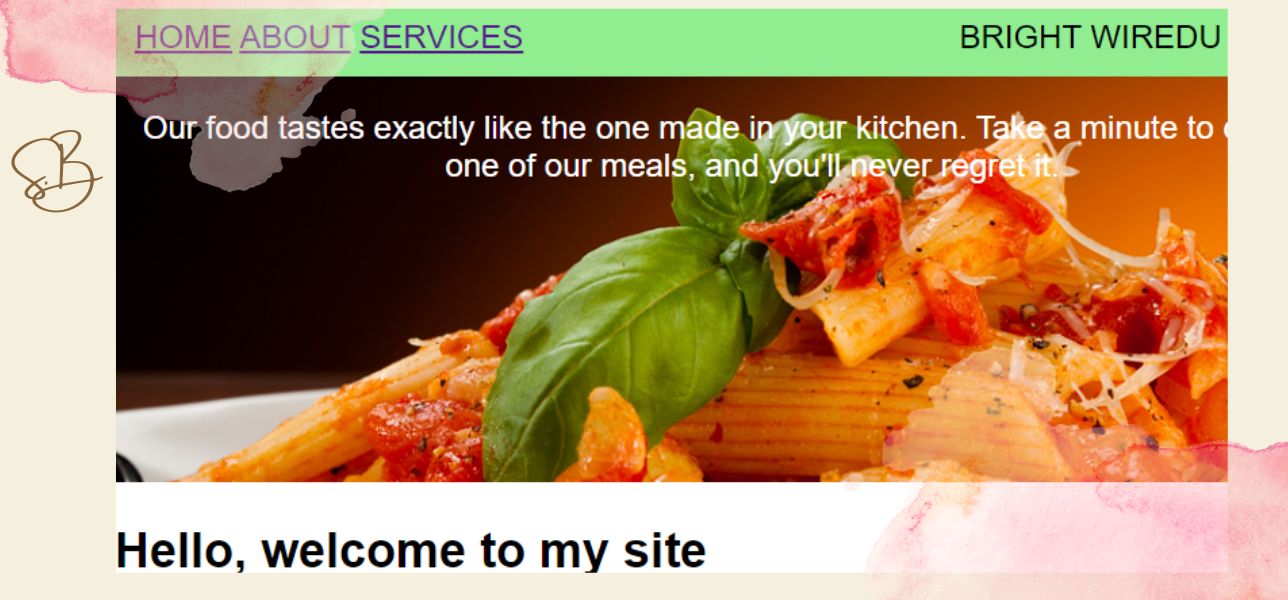 HOME ABOUT SERVICES BRIGHT WIREDU
Our food tastes exactly like the one made in your kitchen. Take a minute to
one of our meals, and you'll never regret it.
SB
Hello, welcome to my site